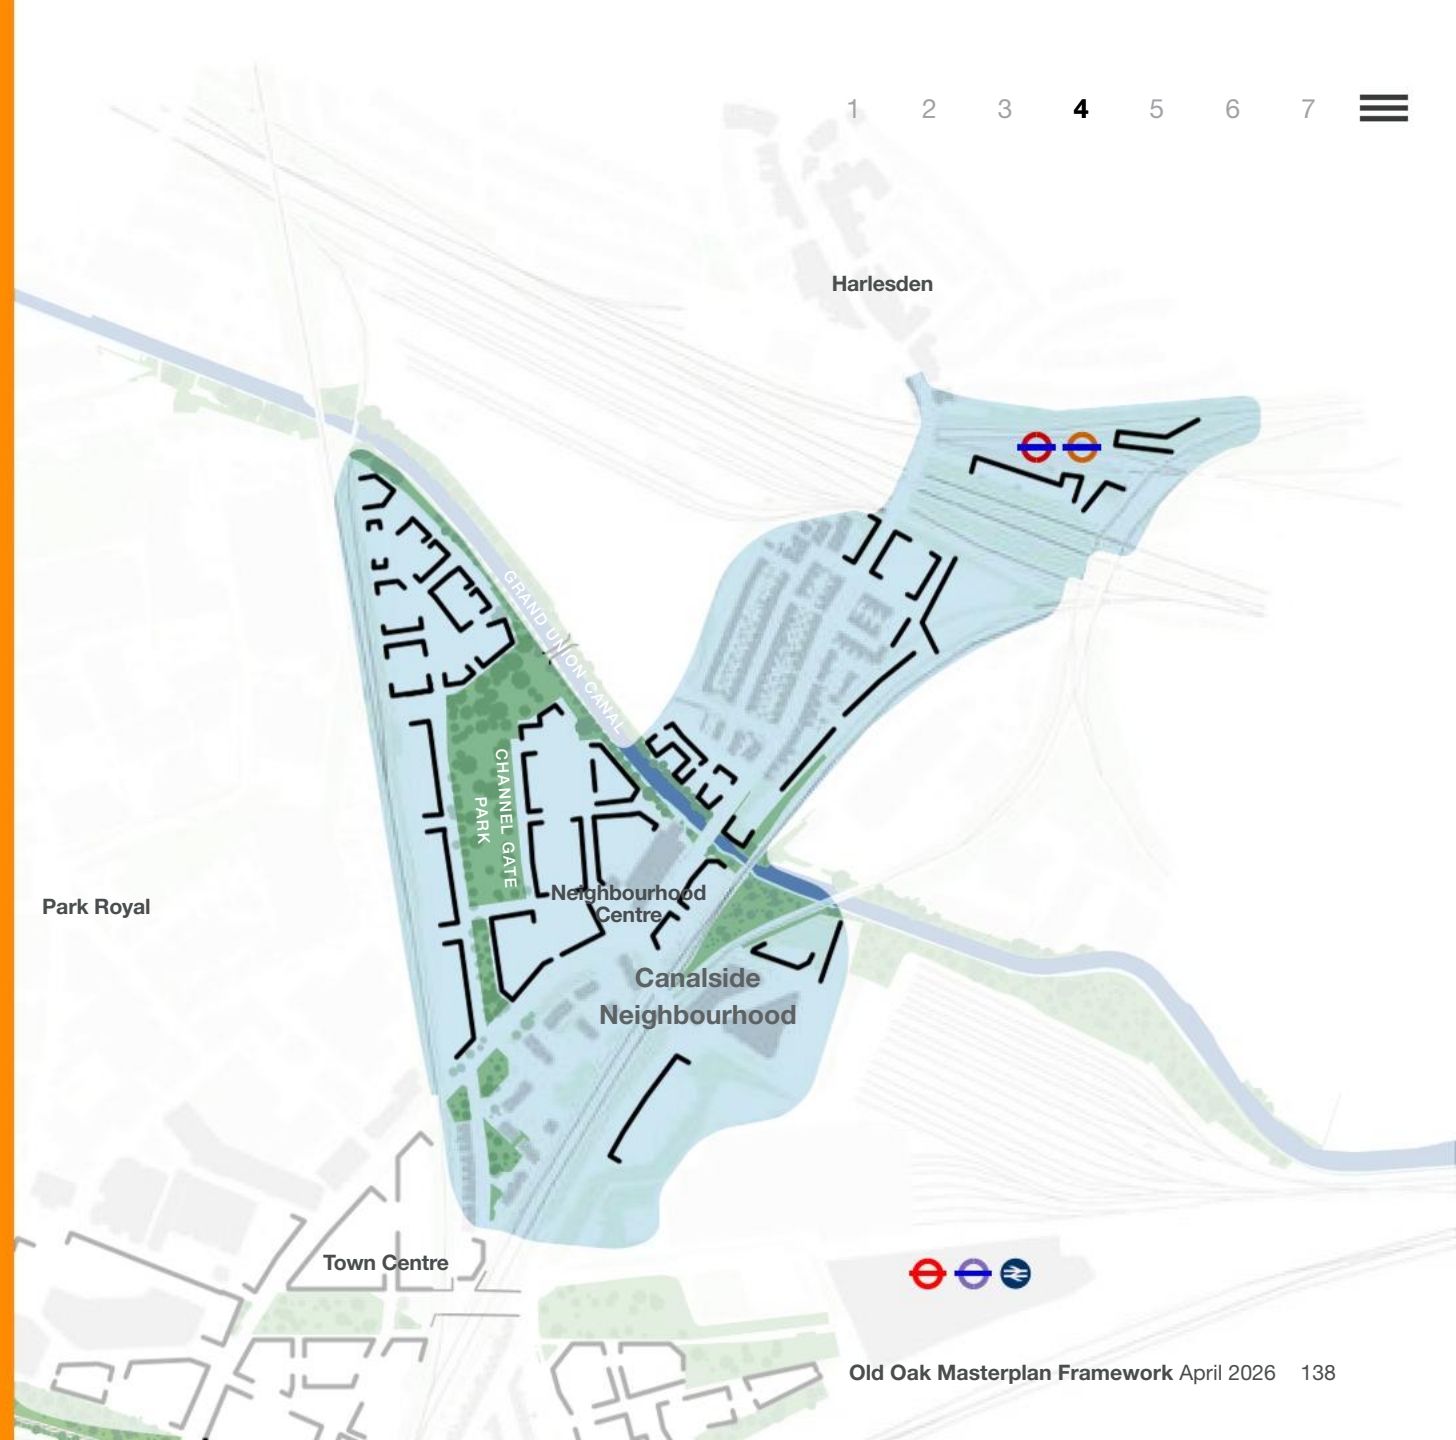 1 2 3 4 5 6 7
Harlesden
GRAND UNION CANAL
CHANNEL GATE
PARK
Neighbourhood
Centre
Park Royal
Canalside
Neighbourhood
Town Centre
Old Oak Masterplan Framework April 2026 138